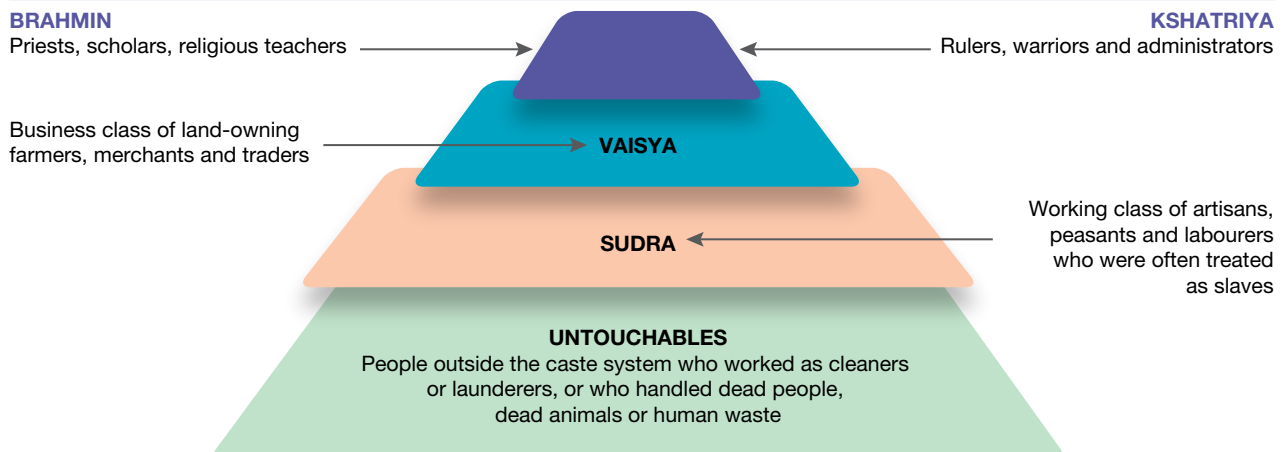 BRAHMIN
Priests, scholars, religious teachers
KSHATRIYA
Rulers, warriors and administrators
Business class of land-owning
farmers, merchants and traders
VAISYA
SUDRA
Working class of artisans,
peasants and labourers
who were often treated
as slaves
UNTOUCHABLES
People outside the caste system who worked as cleaners
or launderers, or who handled dead people,
dead animals or human waste